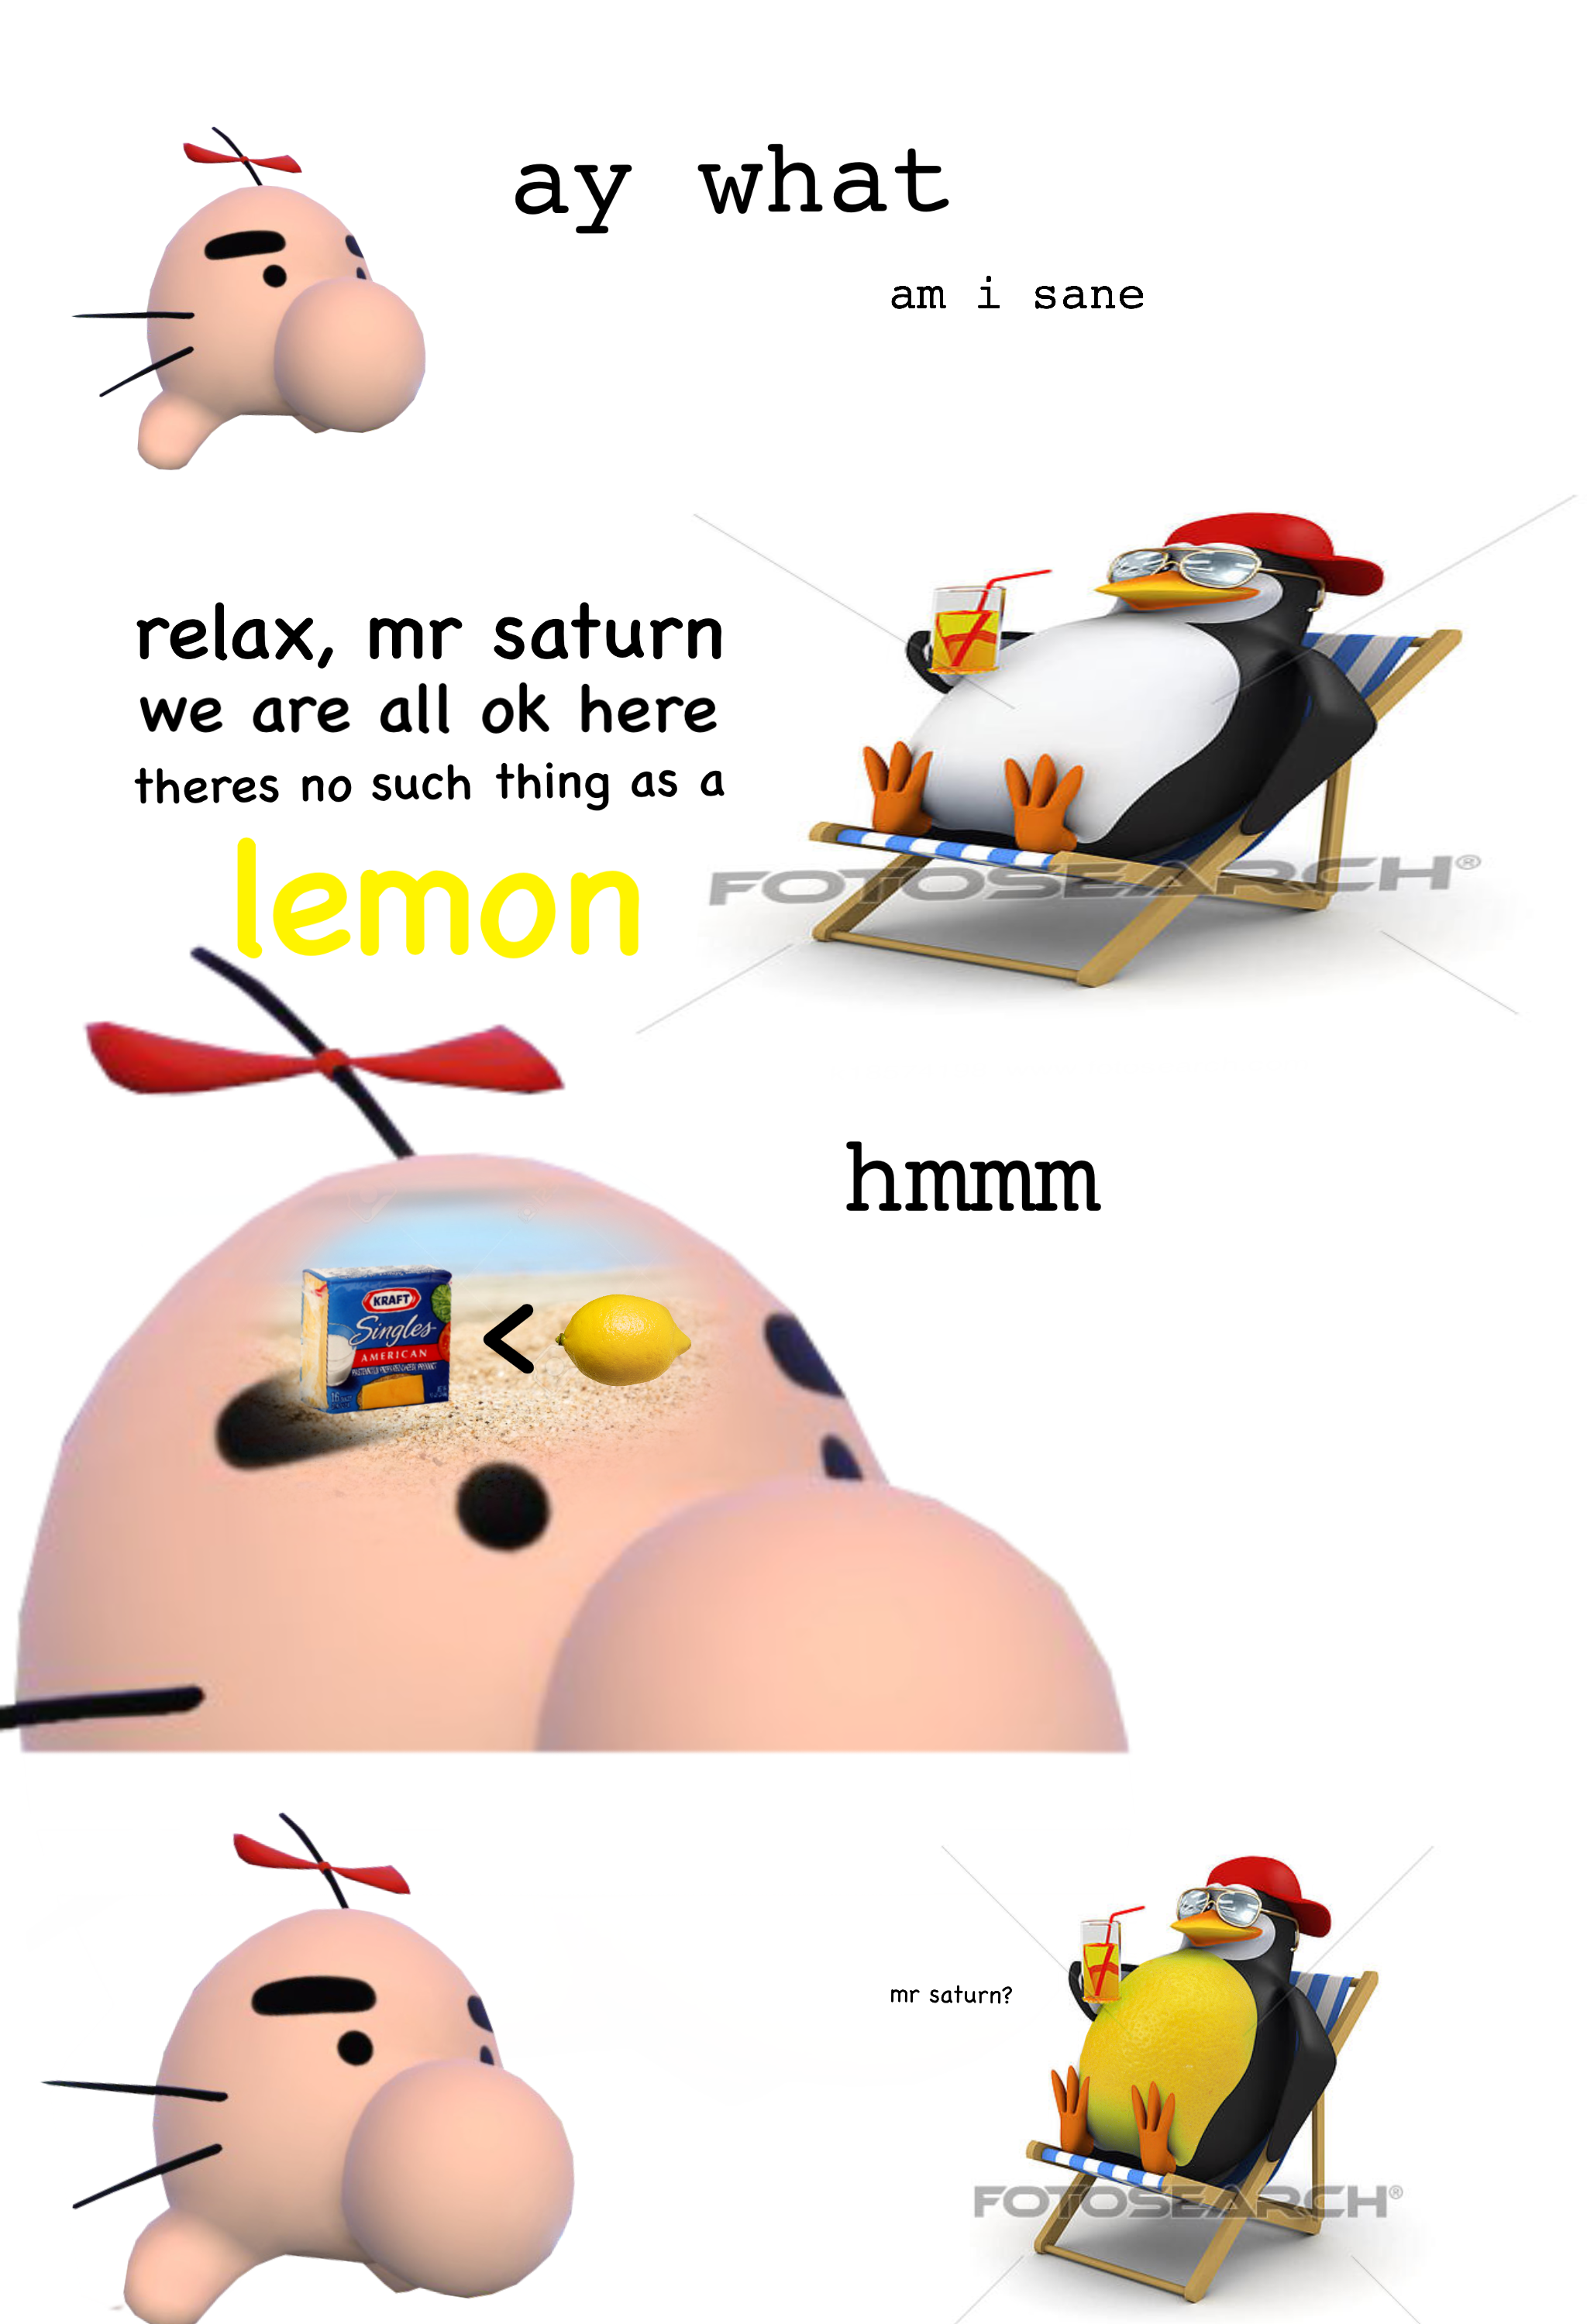 ay what
am i sane
relax, mr saturn
we are all ok here
theres no such thing as a
lemon
FOTOSEARCH®
hmmm
KRAFT
Singles
AMERICAN
<
mr saturn?
FOTOSEARCH®